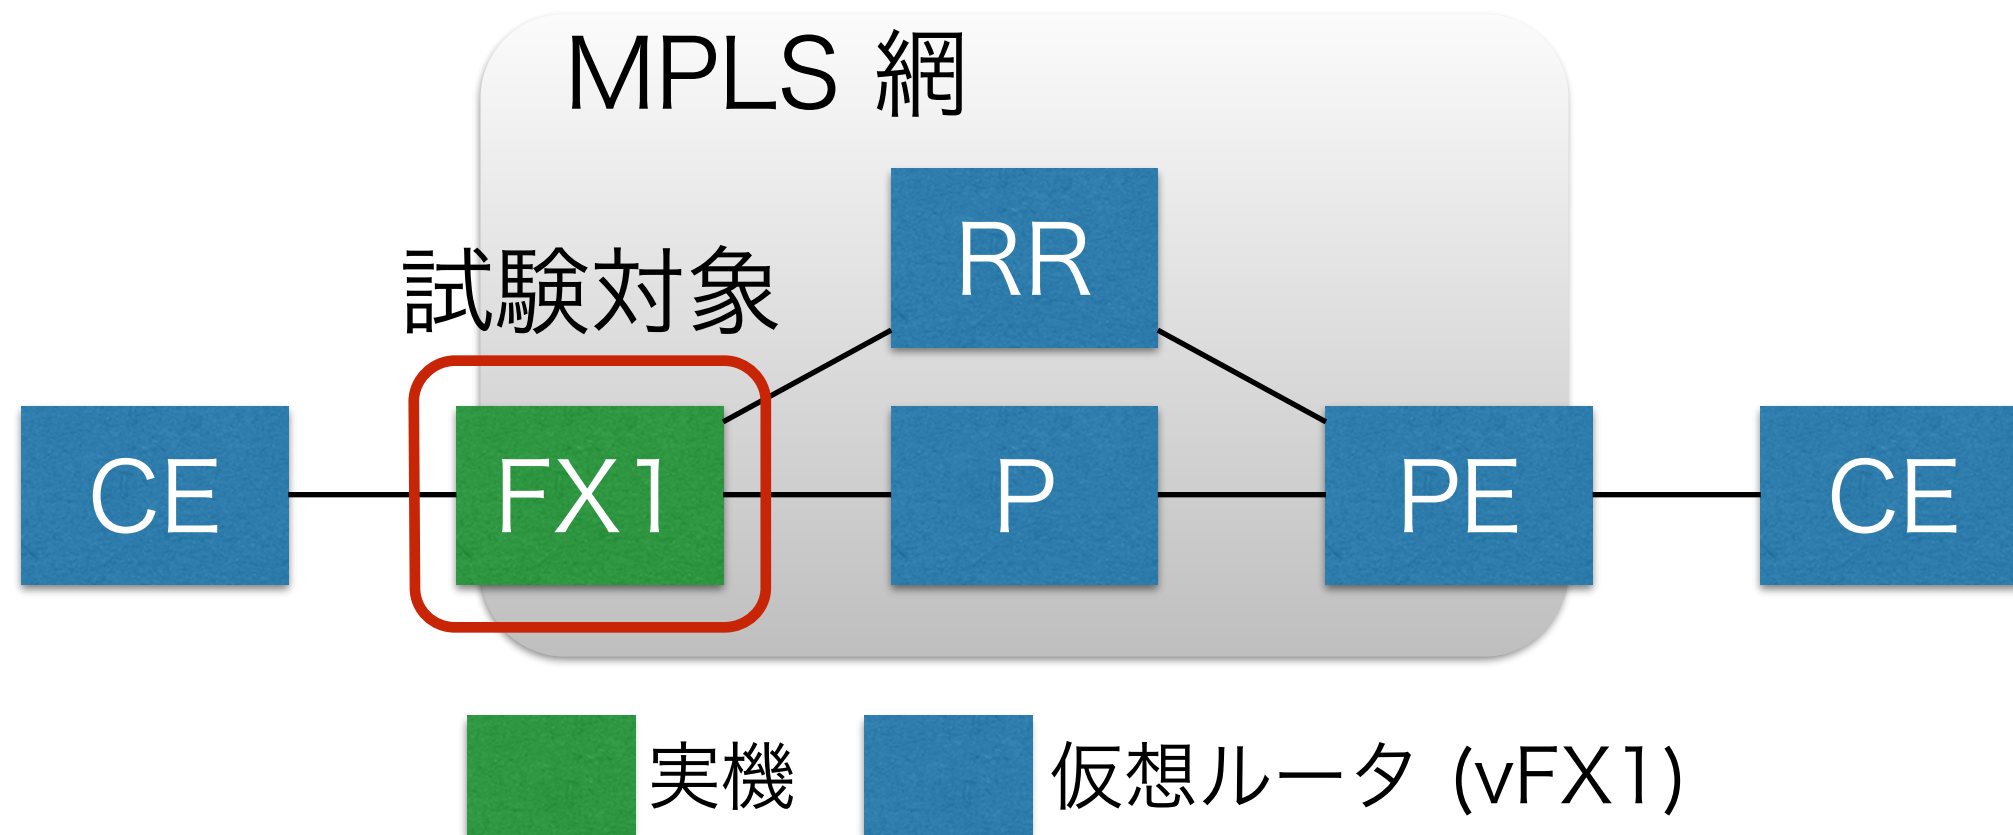 MPLS 網
RR
試験対象
CE
FX1
P
PE
CE
実機
仮想ルータ (vFX1)